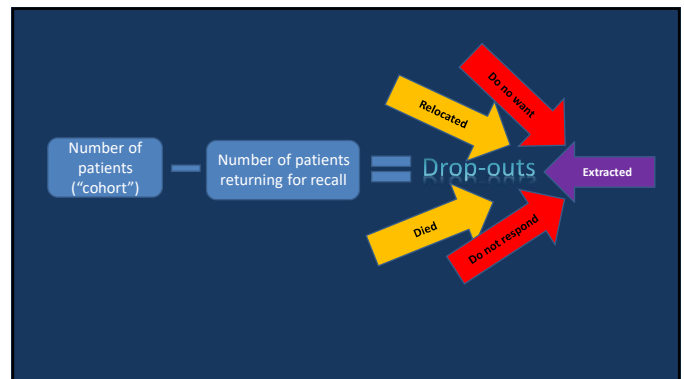 Number of
patients
(“cohort”)
Number of patients
returning for recall
Drop-outs
Relocated
Do no want
Extracted
Died
Do not respond